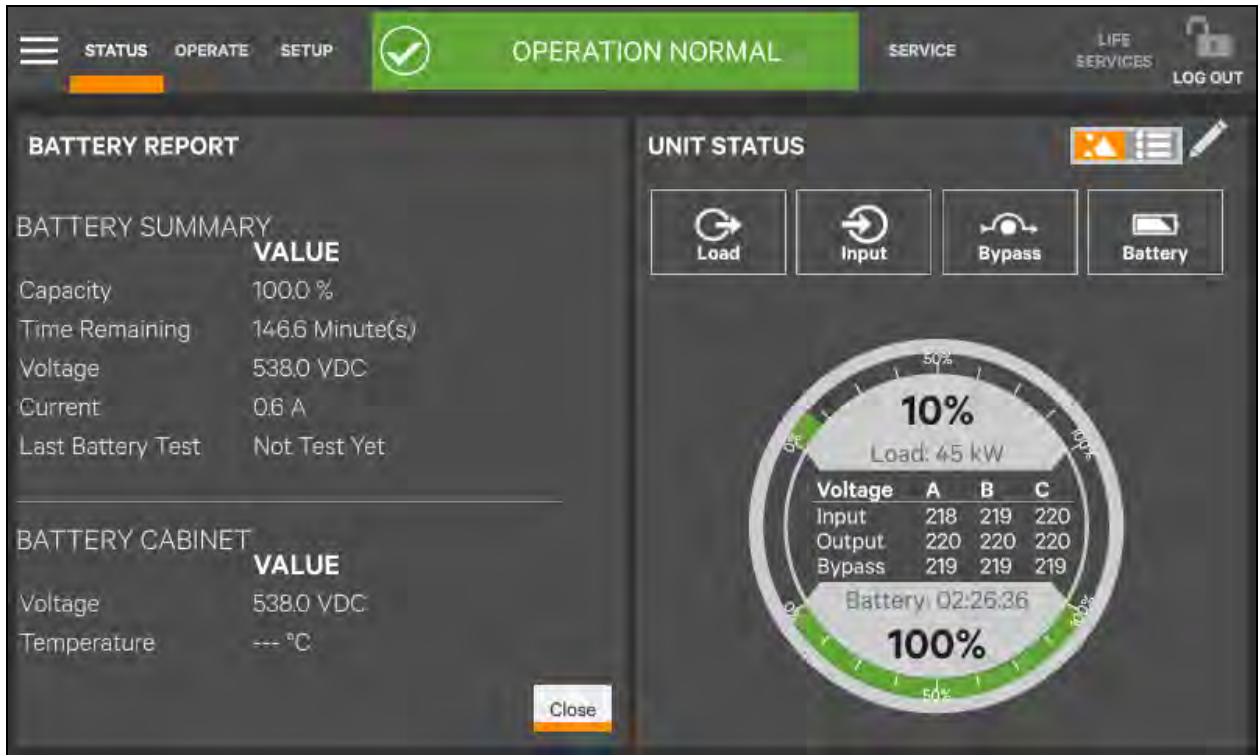 STATUS OPERATE SETUP OPERATION NORMAL SERVICE LIFE SERVICES LOG OUT
BATTERY REPORT
BATTERY SUMMARY
VALUE
Capacity 100.0 %
Time Remaining 146.6 Minute(s)
Voltage 538.0 VDC
Current 0.6 A
Last Battery Test Not Test Yet
BATTERY CABINET
VALUE
Voltage 538.0 VDC
Temperature --- °C
Close
UNIT STATUS
Load Input Bypass Battery
50%
0% 100%
10%
Load: 45 kW
Voltage A B C
Input 218 219 220
Output 220 220 220
Bypass 219 219 219
Battery: 02:26:36
100%
0% 100%
50%